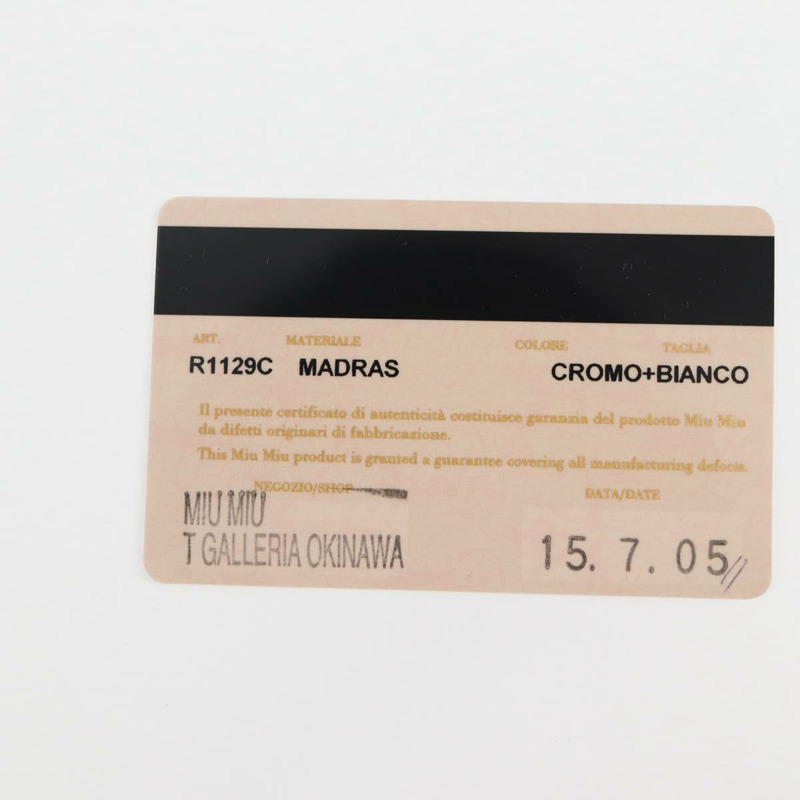 ART. MATERIALE COLORE TAGLIA
R1129C MADRAS CROMO+BIANCO
Il presente certificato di autenticità costituisce garanzia del prodotto Miu Miu
da difetti originari di fabbricazione.
This Miu Miu product is granted a guarantee covering all manufacturing defects.
NEGOZIO/SHOP DATA/DATE
MIU MIU
T GALLERIA OKINAWA 15. 7. 05